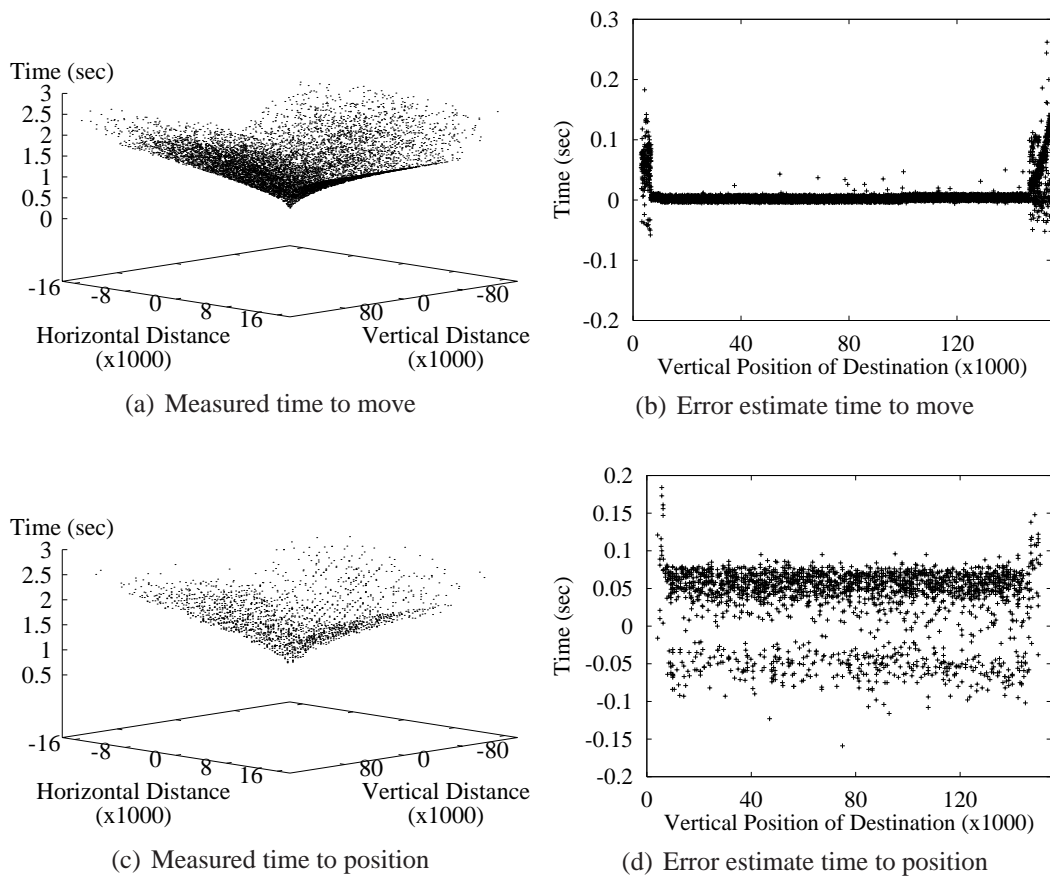 Time (sec)
3
2.5
2
1.5
1
0.5
0
-16
-8
0
8
16
80
0
-80
Horizontal Distance
(x1000)
Vertical Distance
(x1000)
(a) Measured time to move
0.3
0.2
0.1
0
-0.1
-0.2
Time (sec)
0 40 80 120
Vertical Position of Destination (x1000)
(b) Error estimate time to move
Time (sec)
3
2.5
2
1.5
1
0.5
-16
-8
0
8
16
80
0
-80
Horizontal Distance
(x1000)
Vertical Distance
(x1000)
(c) Measured time to position
0.2
0.15
0.1
0.05
0
-0.05
-0.1
-0.15
-0.2
Time (sec)
0 40 80 120
Vertical Position of Destination (x1000)
(d) Error estimate time to position